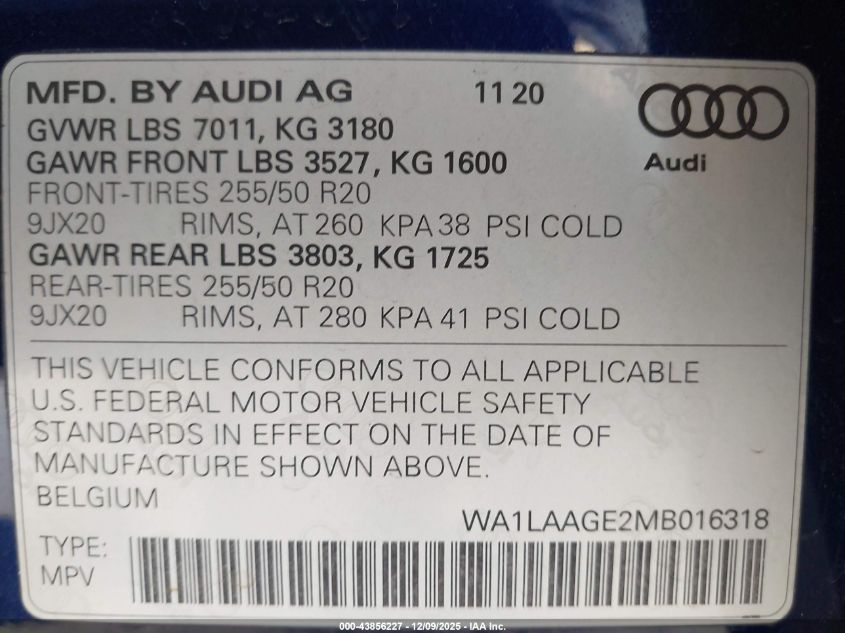 MFD. BY AUDI AG 11 20
GVWR LBS 7011, KG 3180
GAWR FRONT LBS 3527, KG 1600
Audi
FRONT-TIRES 255/50 R20
9JX20 RIMS, AT 260 KPA 38 PSI COLD
GAWR REAR LBS 3803, KG 1725
REAR-TIRES 255/50 R20
9JX20 RIMS, AT 280 KPA 41 PSI COLD
THIS VEHICLE CONFORMS TO ALL APPLICABLE
U.S. FEDERAL MOTOR VEHICLE SAFETY
STANDARDS IN EFFECT ON THE DATE OF
MANUFACTURE SHOWN ABOVE.
BELGIUM
WA1LAAGE2MB016318
TYPE:
MPV
000-43856227 - 12/09/2025 - IAA Inc.